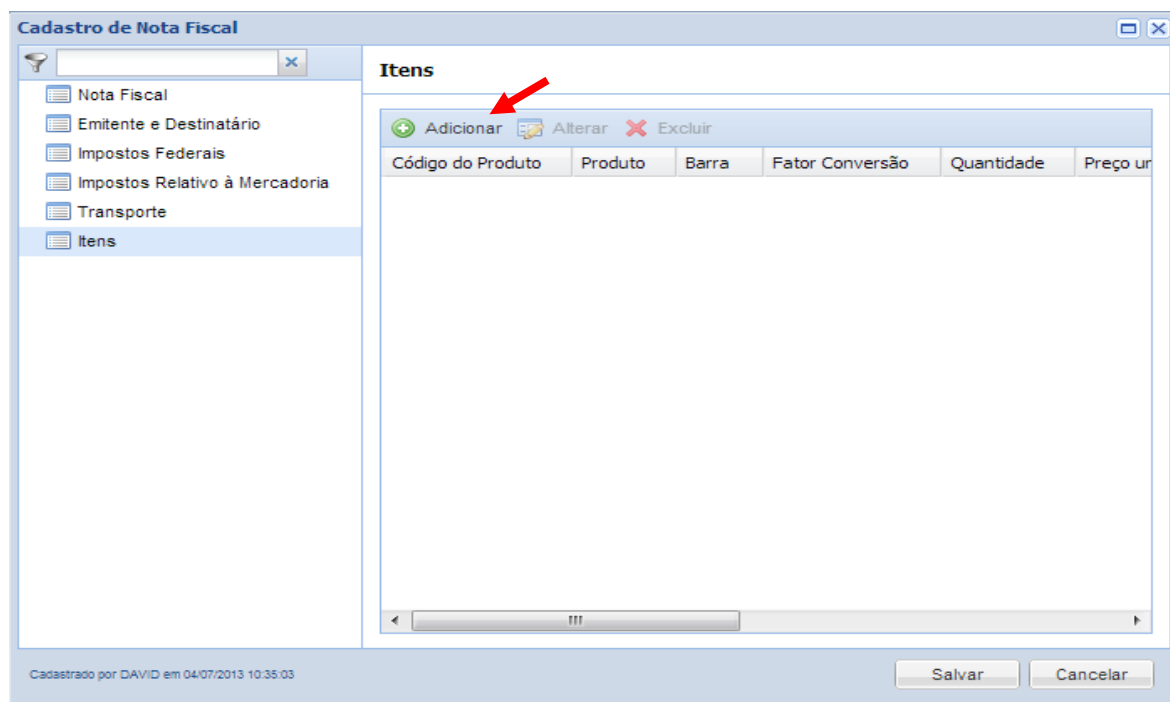 Cadastro de Nota Fiscal
Nota Fiscal
Emitente e Destinatário
Impostos Federais
Impostos Relativo à Mercadoria
Transporte
Itens
Itens
Adicionar Alterar Excluir
Código do Produto Produto Barra Fator Conversão Quantidade Preço
Cadastrado por DAVID em 04/07/2013 10:35:03
Salvar Cancelar